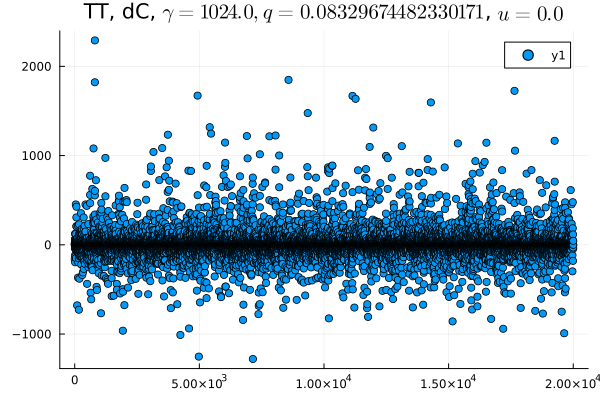 TT, dC, γ = 1024.0, q = 0.08329674482330171, u = 0.0
y1
2000
1000
0
−1000
0 5.00×10³ 1.00×10⁴ 1.50×10⁴ 2.00×10⁴